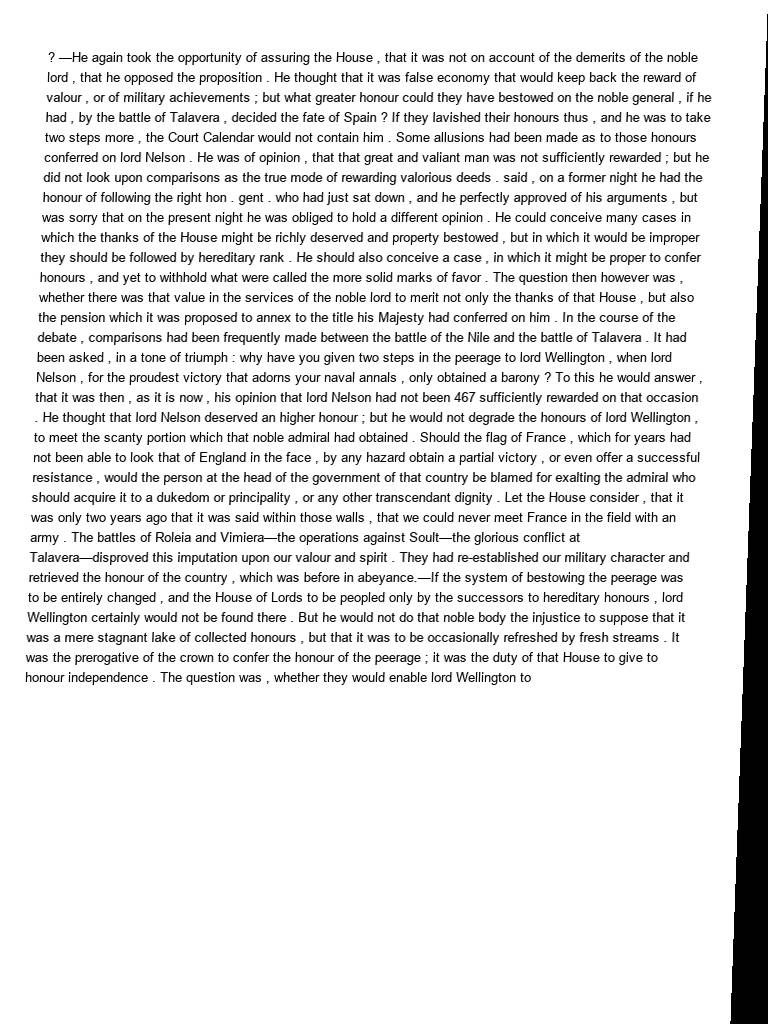 ? —He again took the opportunity of assuring the House , that it was not on account of the demerits of the noble
lord , that he opposed the proposition . He thought that it was false economy that would keep back the reward of
valour , or of military achievements ; but what greater honour could they have bestowed on the noble general , if he
had , by the battle of Talavera , decided the fate of Spain ? If they lavished their honours thus , and he was to take
two steps more , the Court Calendar would not contain him . Some allusions had been made as to those honours
conferred on lord Nelson . He was of opinion , that that great and valiant man was not sufficiently rewarded ; but he
did not look upon comparisons as the true mode of rewarding valorious deeds . said , on a former night he had the
honour of following the right hon . gent . who had just sat down , and he perfectly approved of his arguments , but
was sorry that on the present night he was obliged to hold a different opinion . He could conceive many cases in
which the thanks of the House might be richly deserved and property bestowed , but in which it would be improper
they should be followed by hereditary rank . He should also conceive a case , in which it might be proper to confer
honours , and yet to withhold what were called the more solid marks of favor . The question then however was ,
whether there was that value in the services of the noble lord to merit not only the thanks of that House , but also
the pension which it was proposed to annex to the title his Majesty had conferred on him . In the course of the
debate , comparisons had been frequently made between the battle of the Nile and the battle of Talavera . It had
been asked , in a tone of triumph : why have you given two steps in the peerage to lord Wellington , when lord
Nelson , for the proudest victory that adorns your naval annals , only obtained a barony ? To this he would answer ,
that it was then , as it is now , his opinion that lord Nelson had not been 467 sufficiently rewarded on that occasion
. He thought that lord Nelson deserved an higher honour ; but he would not degrade the honours of lord Wellington ,
to meet the scanty portion which that noble admiral had obtained . Should the flag of France , which for years had
not been able to look that of England in the face , by any hazard obtain a partial victory , or even offer a successful
resistance , would the person at the head of the government of that country be blamed for exalting the admiral who
should acquire it to a dukedom or principality , or any other transcendant dignity . Let the House consider , that it
was only two years ago that it was said within those walls , that we could never meet France in the field with an
army . The battles of Roleia and Vimiera—the operations against Soult—the glorious conflict at
Talavera—disproved this imputation upon our valour and spirit . They had re-established our military character and
retrieved the honour of the country , which was before in abeyance.—If the system of bestowing the peerage was
to be entirely changed , and the House of Lords to be peopled only by the successors to hereditary honours , lord
Wellington certainly would not be found there . But he would not do that noble body the injustice to suppose that it
was a mere stagnant lake of collected honours , but that it was to be occasionally refreshed by fresh streams . It
was the prerogative of the crown to confer the honour of the peerage ; it was the duty of that House to give to
honour independence . The question was , whether they would enable lord Wellington to